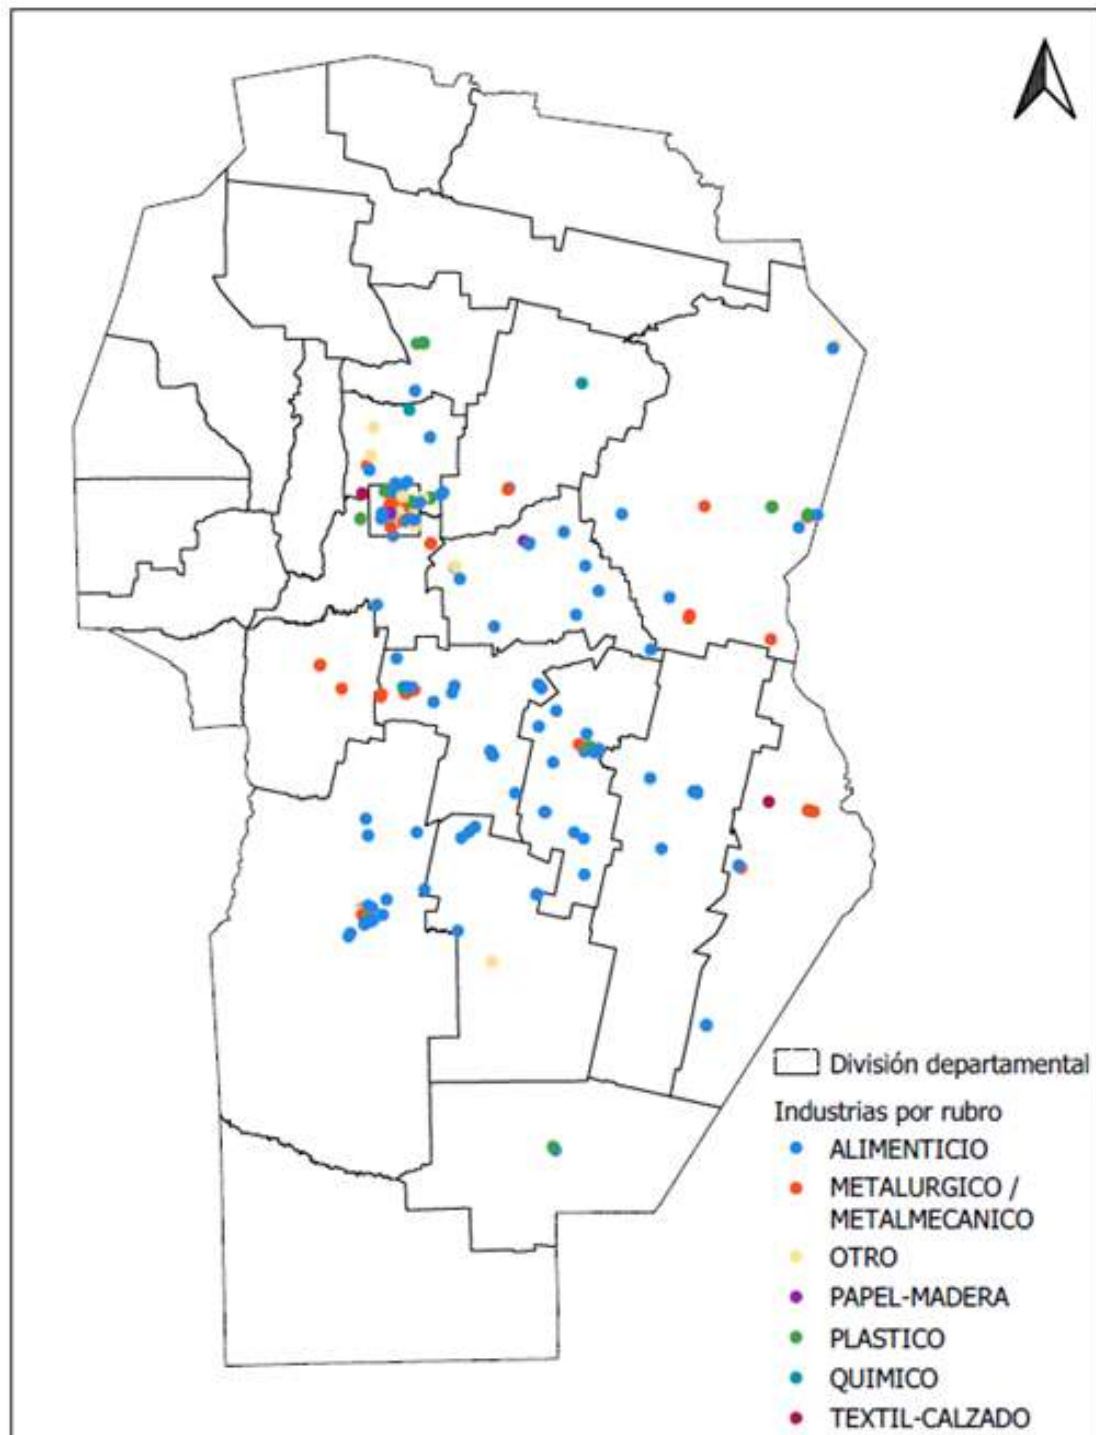 División departamental
Industrias por rubro
ALIMENTICIO
METALURGICO /
METALMECANICO
OTRO
PAPEL-MADERA
PLASTICO
QUIMICO
TEXTIL-CALZADO